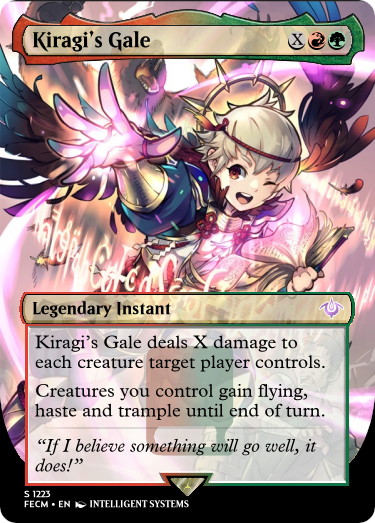 Kiragi's Gale X
Legendary Instant
Kiragi's Gale deals X damage to
each creature target player controls.
Creatures you control gain flying,
haste and trample until end of turn.
“If I believe something will go well, it
does!”
S 1223
FECM • EN INTELLIGENT SYSTEMS